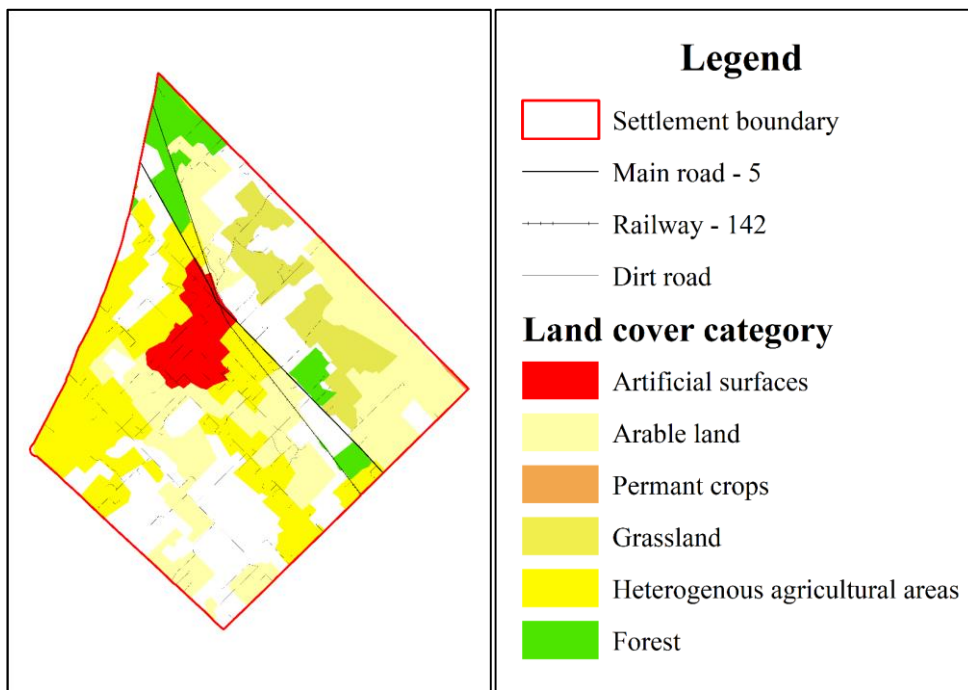 Legend
Settlement boundary
Main road - 5
Railway - 142
Dirt road
Land cover category
Artificial surfaces
Arable land
Permant crops
Grassland
Heterogenous agricultural areas
Forest